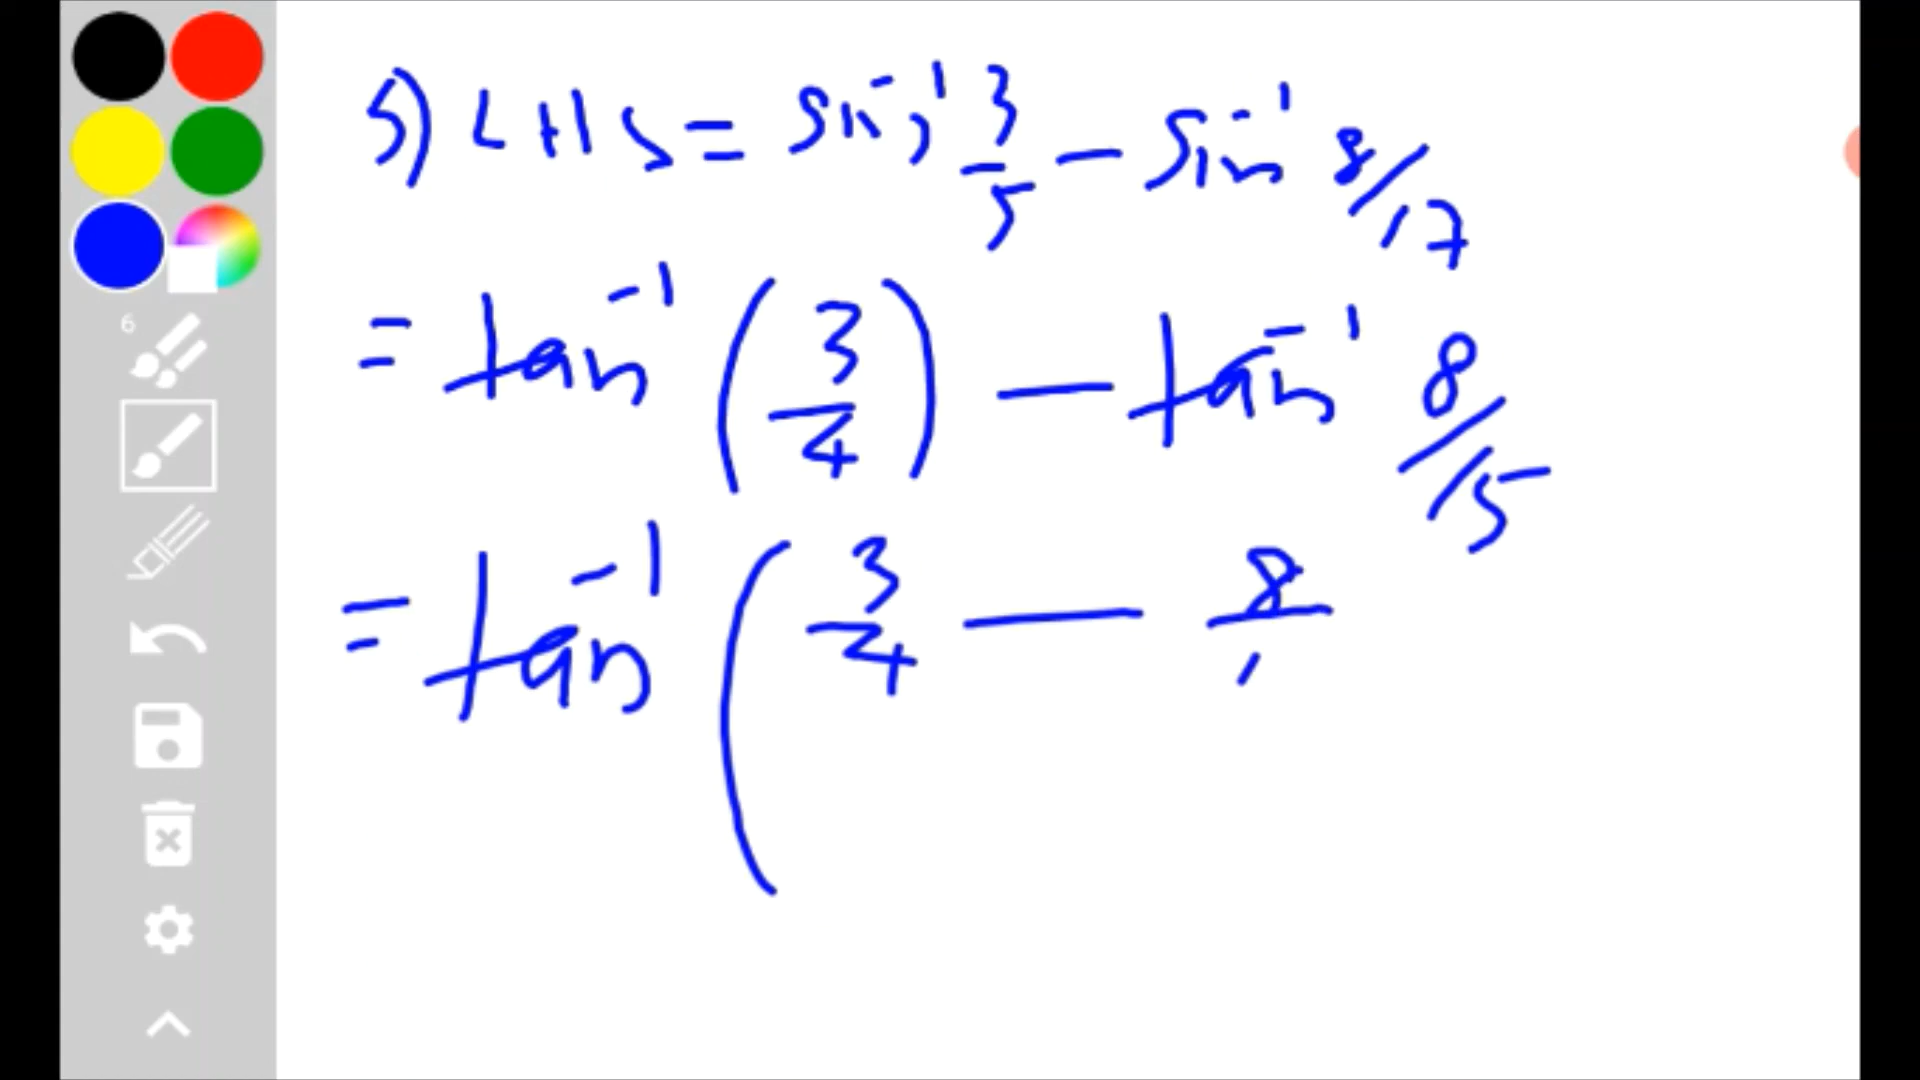 6
5) LHS = sin⁻¹ 3/5 – sin⁻¹ 8/17
= tan⁻¹ (3/4) – tan⁻¹ 8/15
= tan⁻¹ ( 3/4 – 8/